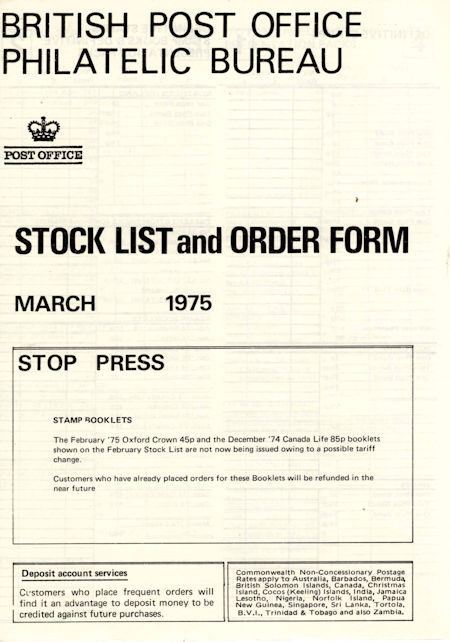 BRITISH POST OFFICE
PHILATELIC BUREAU
POST OFFICE
STOCK LIST and ORDER FORM
MARCH 1975
STOP PRESS
STAMP BOOKLETS
The February '75 Oxford Crown 45p and the December '74 Canada Life 85p booklets
shown on the February Stock List are not now being issued owing to a possible tariff
change.
Customers who have already placed orders for these Booklets will be refunded in the
near future
Deposit account services
Customers who place frequent orders will
find it an advantage to deposit money to be
credited against future purchases.
Commonwealth Non-Concessionary Postage
Rates apply to Australia, Barbados, Bermuda,
British Solomon Islands, Canada, Christmas
Island, Cocos (Keeling) Islands, India, Jamaica
Lesotho, Nigeria, Norfolk Island, Papua
New Guinea, Singapore, Sri Lanka, Tortola,
B.V.I., Trinidad & Tobago and also Zambia.